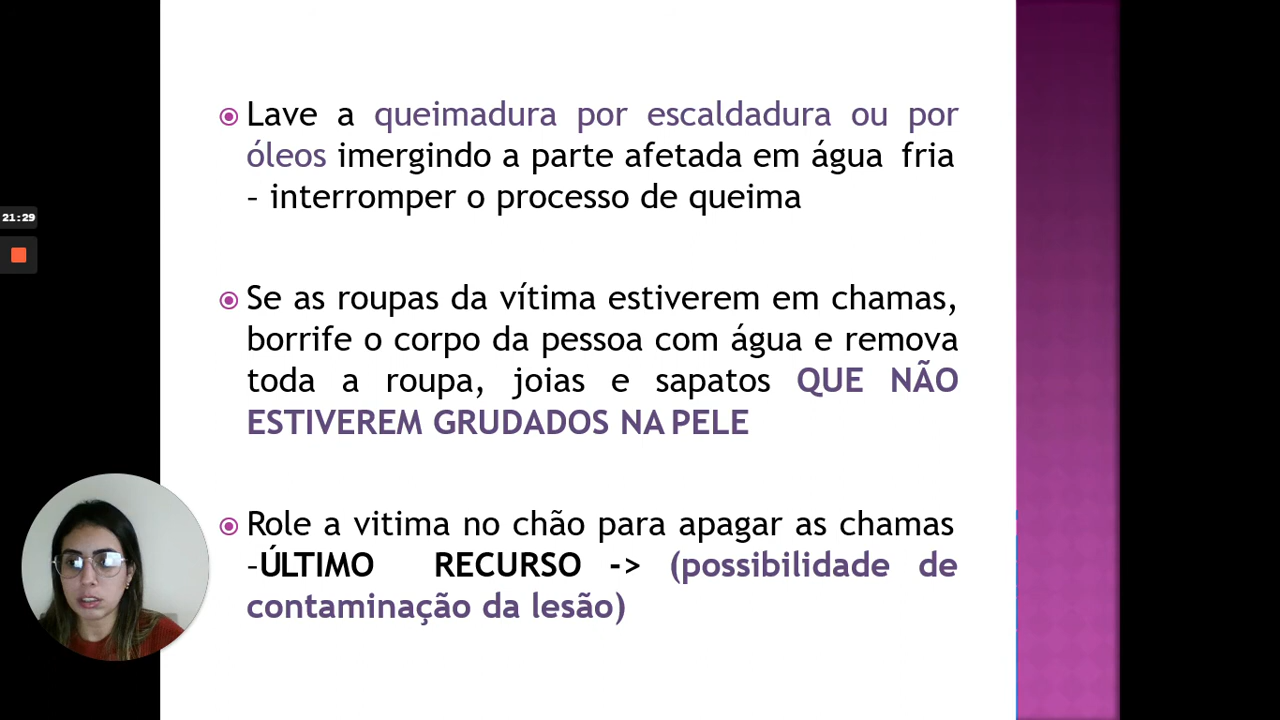 Lave a queimadura por escaldadura ou por
óleos imergindo a parte afetada em água fria
– interromper o processo de queima
21:29
Se as roupas da vítima estiverem em chamas,
borrife o corpo da pessoa com água e remova
toda a roupa, joias e sapatos QUE NÃO
ESTIVEREM GRUDADOS NA PELE
Role a vitima no chão para apagar as chamas
–ÚLTIMO RECURSO -> (possibilidade de
contaminação da lesão)